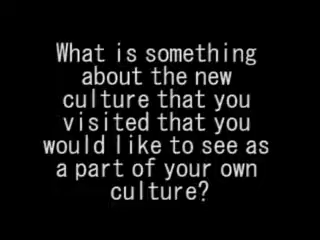 What is something
about the new
culture that you
visited that you
would like to see as
a part of your own
culture?